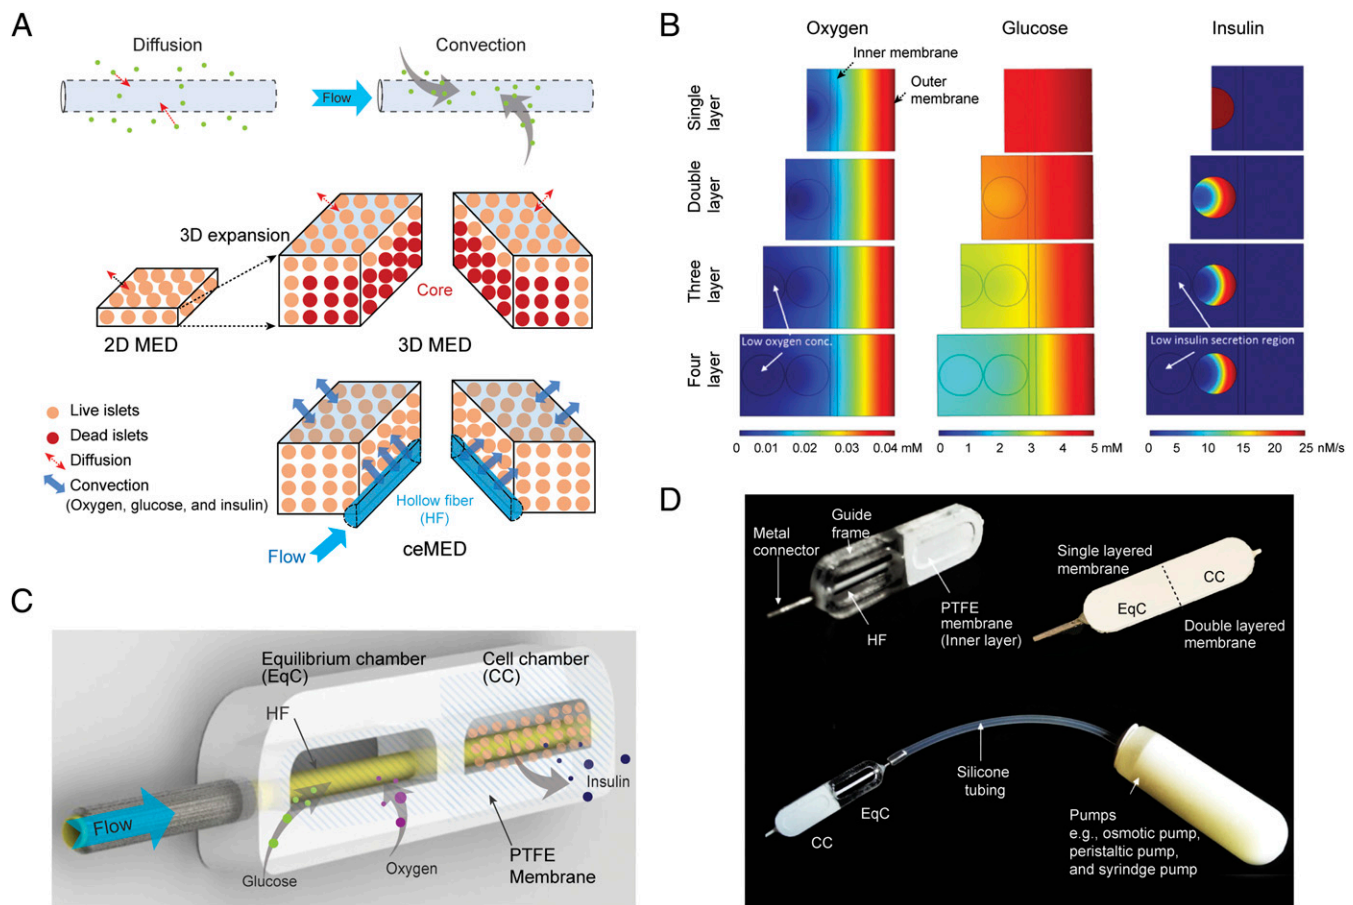 A
Diffusion
Convection
Flow
3D expansion
Core
2D MED
3D MED
Live islets
Dead islets
Diffusion
Convection
(Oxygen, glucose, and insulin)
Hollow fiber
(HF)
Flow
ceMED
B
Oxygen
Glucose
Insulin
Inner membrane
Outer
membrane
Single
layer
Double
layer
Three
layer
Four
layer
Low oxygen conc.
Low insulin secretion region
0 0.01 0.02 0.03 0.04 mM
0 1 2 3 4 5 mM
0 5 10 15 20 25 nM/s
C
Equilibrium chamber
(EqC)
Cell chamber
(CC)
HF
Insulin
Flow
Glucose
Oxygen
PTFE
Membrane
D
Metal
connector
Guide
frame
HF
PTFE
membrane
(Inner layer)
Single layered
membrane
CC
EqC
Double layered
membrane
Silicone
tubing
EqC
CC
Pumps
e.g., osmotic pump,
peristaltic pump,
and syrindge pump